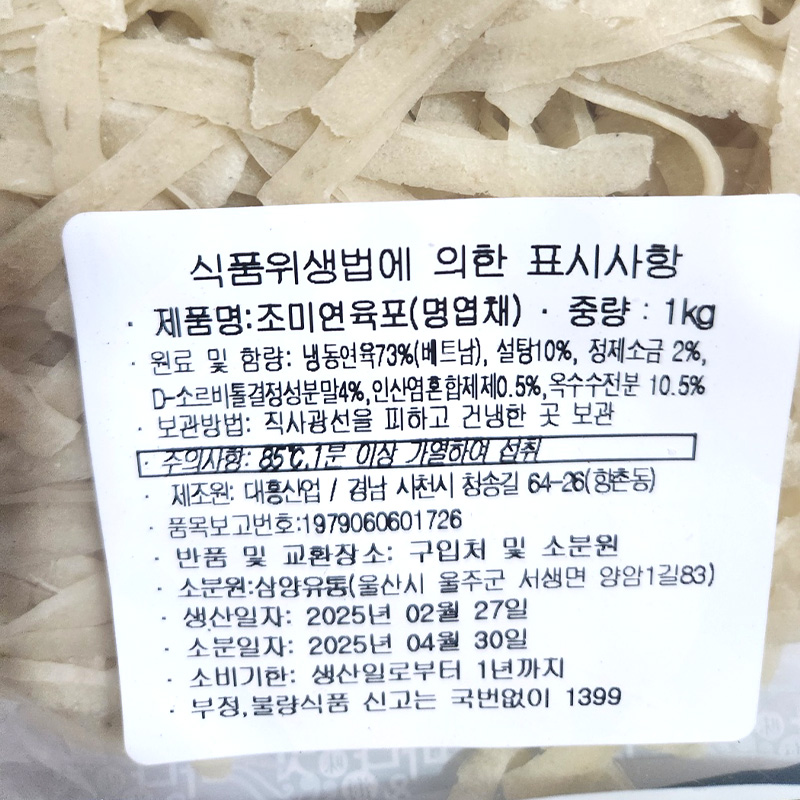 식품위생법에 의한 표시사항
· 제품명:조미연육포(명엽채) · 중량 : 1kg
· 원료 및 함량: 냉동연육73%(베트남), 설탕10%, 정제소금 2%,
D-소르비톨결정성분말4%,인산염혼합제제0.5%,옥수수전분 10.5%
· 보관방법: 직사광선을 피하고 건냉한 곳 보관
· 주의사항: 85℃.1분 이상 가열하여 섭취
· 제조원: 대흥산업 / 경남 사천시 청송길 64-26(향촌동)
· 품목보고번호:1979060601726
· 반품 및 교환장소: 구입처 및 소분원
· 소분원:삼양유통(울산시 울주군 서생면 양암1길83)
· 생산일자: 2025년 02월 27일
· 소분일자: 2025년 04월 30일
· 소비기한: 생산일로부터 1년까지
· 부정,불량식품 신고는 국번없이 1399